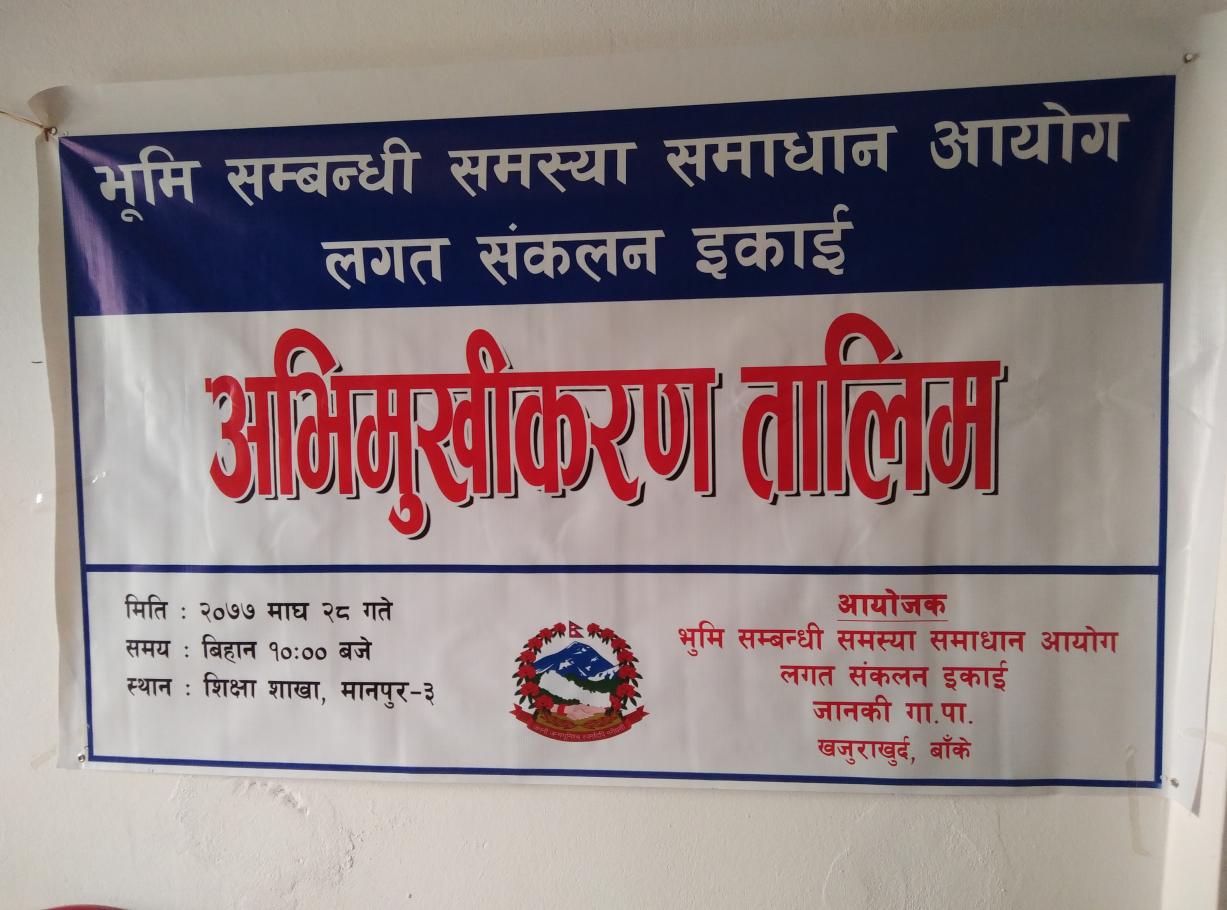 भूमि सम्बन्धी समस्या समाधान आयोग
लगत संकलन इकाई
अभिमुखीकरण तालिम
मिति : २०७७ माघ २८ गते
समय : बिहान १०:०० बजे
स्थान : शिक्षा शाखा, मानपुर-३
आयोजक
भुमि सम्बन्धी समस्या समाधान आयोग
लगत संकलन इकाई
जानकी गा.पा.
खजुराखुर्द, बाँके